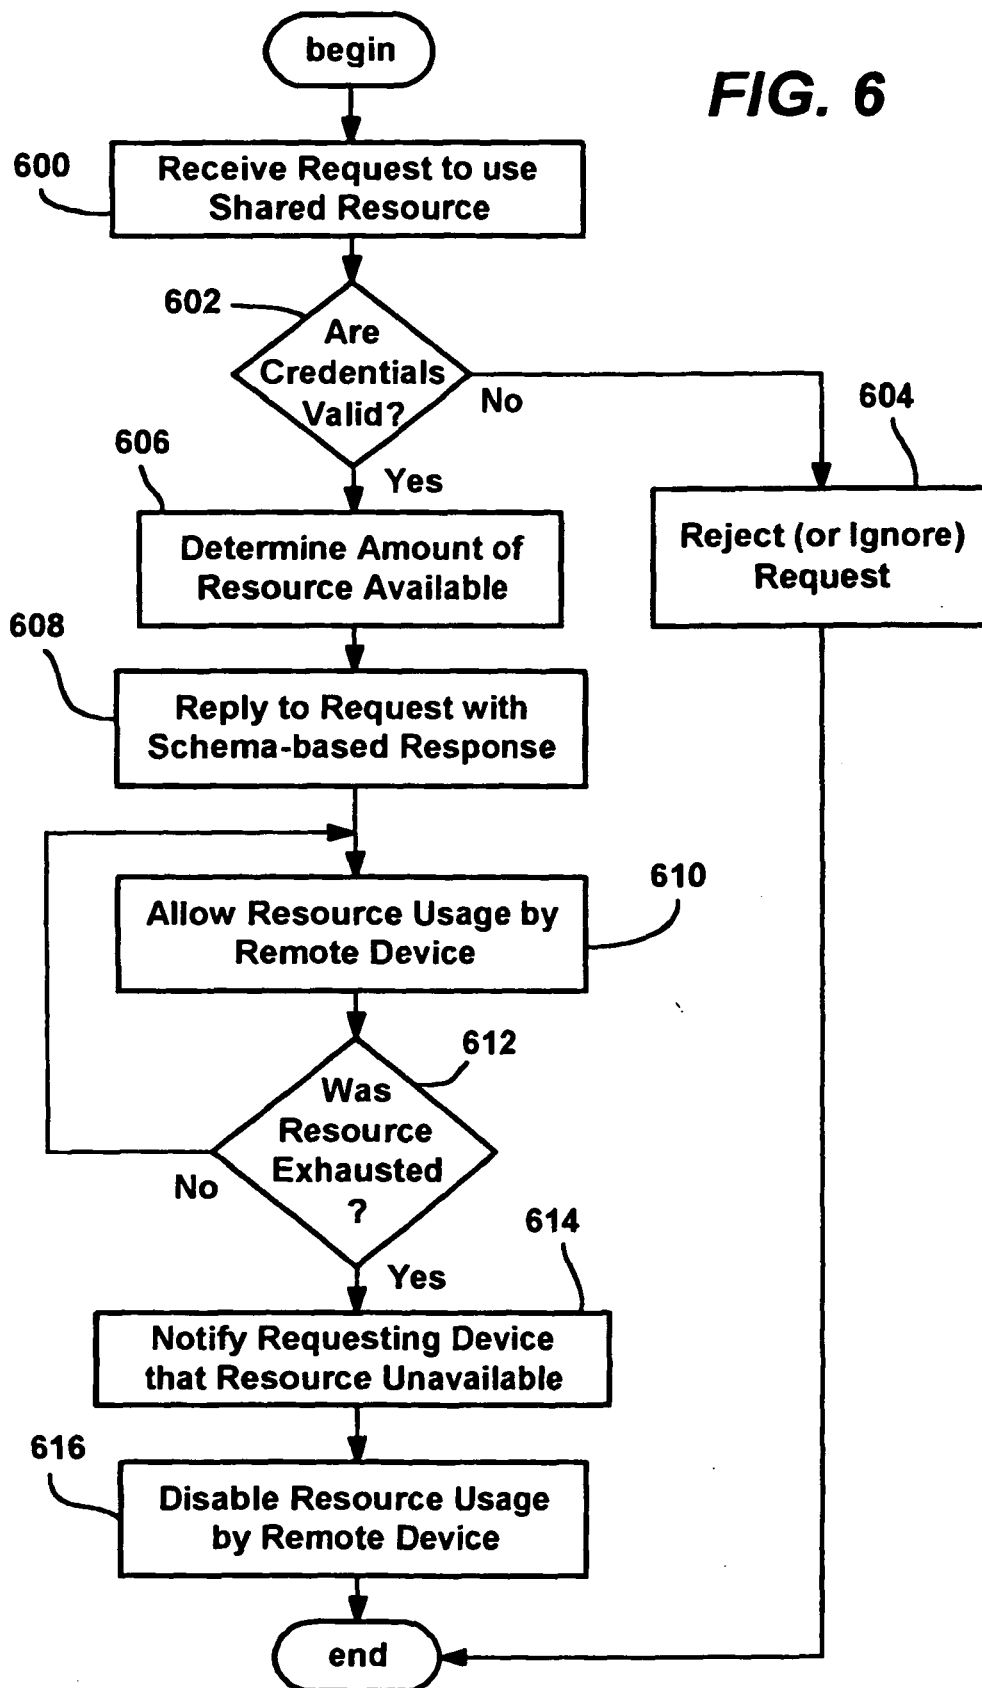 begin
FIG. 6
600
Receive Request to use
Shared Resource
602
Are
Credentials
Valid?
No
604
606
Yes
Determine Amount of
Resource Available
Reject (or Ignore)
Request
608
Reply to Request with
Schema-based Response
610
Allow Resource Usage by
Remote Device
612
Was
Resource
Exhausted
?
No
614
Yes
Notify Requesting Device
that Resource Unavailable
616
Disable Resource Usage
by Remote Device
end